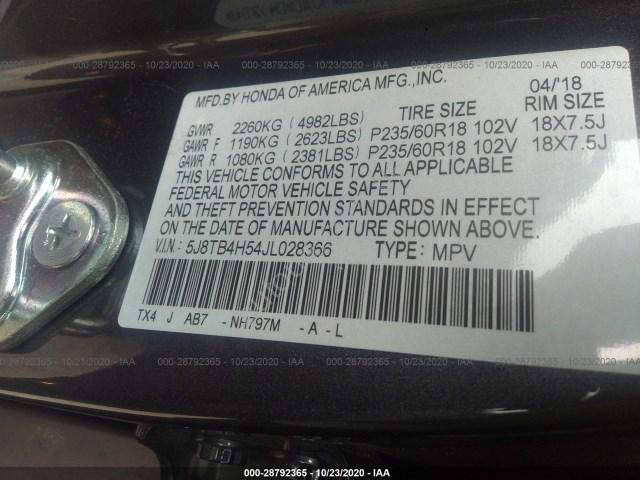 000-28792365 - 10/23/2020 - IAA
MFD.BY HONDA OF AMERICA MFG.,INC. 04/'18
GVWR 2260KG (4982LBS) TIRE SIZE RIM SIZE
GAWR F 1190KG (2623LBS) P235/60R18 102V 18X7.5J
GAWR R 1080KG (2381LBS) P235/60R18 102V 18X7.5J
THIS VEHICLE CONFORMS TO ALL APPLICABLE
FEDERAL MOTOR VEHICLE SAFETY
AND THEFT PREVENTION STANDARDS IN EFFECT
ON THE DATE OF MANUFACTURE SHOWN ABOVE.
V.I.N.: 5J8TB4H54JL028366 TYPE: MPV
TX4 J AB7 -NH797M -A-L
000-28792365 - 10/23/2020 - IAA